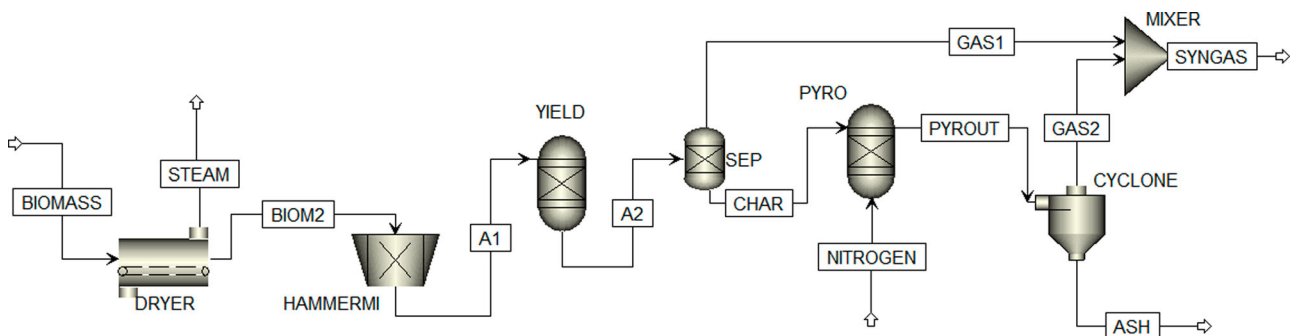 MIXER
GAS1
SYNGAS
PYRO
YIELD
PYROUT
GAS2
STEAM
SEP
CYCLONE
BIOMASS
BIOM2
A1
A2
CHAR
NITROGEN
DRYER
HAMMERMI
ASH